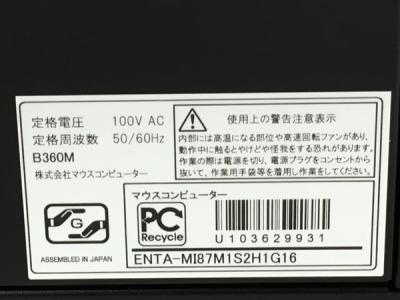 定格電圧 100V AC
定格周波数 50/60Hz
B360M
株式会社マウスコンピューター
G
ASSEMBLED IN JAPAN
使用上の警告注意表示
内部には高温になる部位や高速回転ファンがあり、
動作中に触るとやけどや怪我をする恐れがあります。
作業の際は電源を切り、電源プラグをコンセントから
抜いて、作業用手袋等を着用し作業してください。
マウスコンピューター
PC
Recycle
U103629931
ENTA-MI87M1S2H1G16